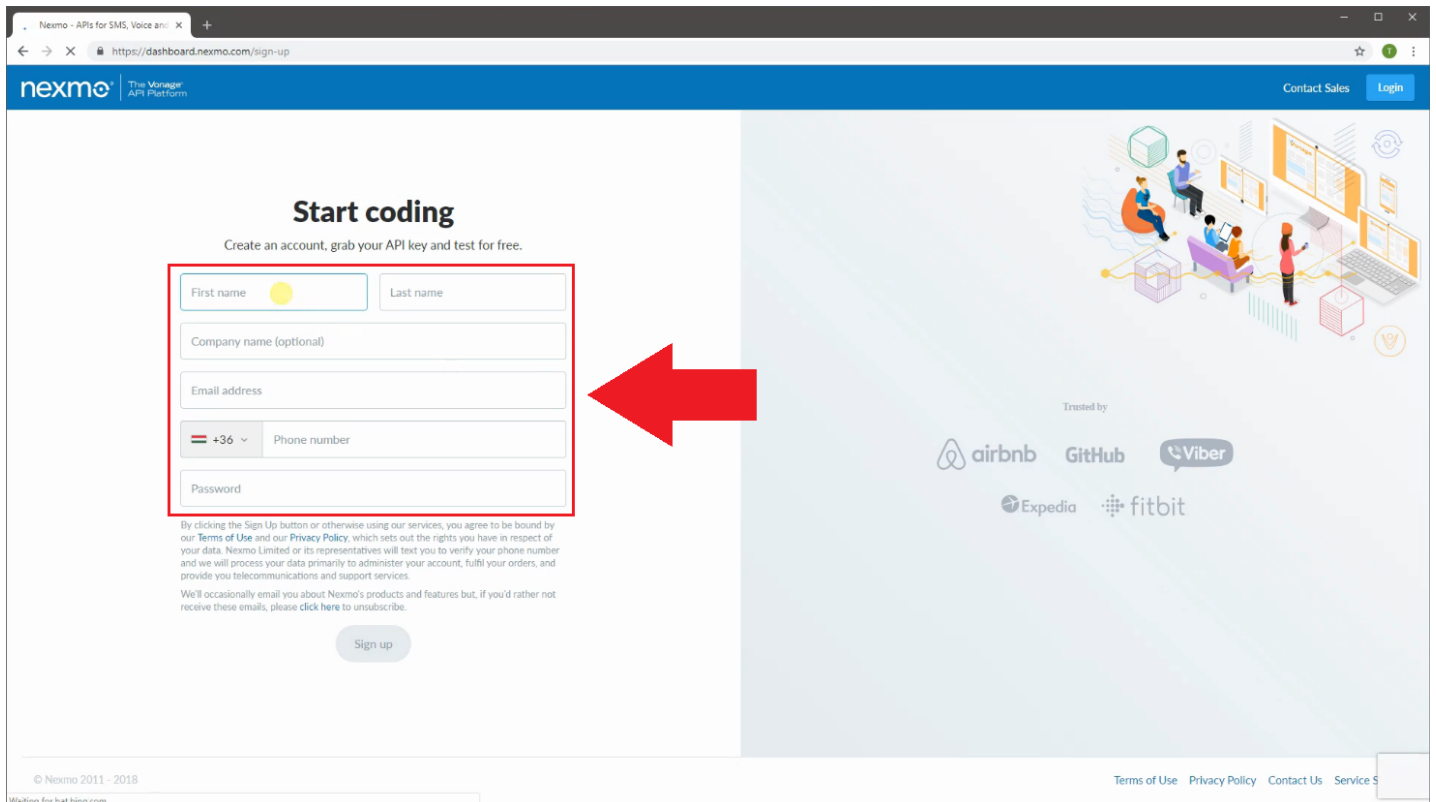 Nexmo - APIs for SMS, Voice and
https://dashboard.nexmo.com/sign-up
nexmo
The Vonage
API Platform
Contact Sales
Login
Start coding
Create an account, grab your API key and test for free.
First name
Last name
Company name (optional)
Email address
+36
Phone number
Password
By clicking the Sign Up button or otherwise using our services, you agree to be bound by
our Terms of Use and our Privacy Policy, which sets out the rights you have in respect of
your data. Nexmo Limited or its representatives will text you to verify your phone number
and we will process your data primarily to administer your account, fulfil your orders, and
provide you telecommunications and support services.
We'll occasionally email you about Nexmo's products and features but, if you'd rather not
receive these emails, please click here to unsubscribe.
Sign up
Trusted by
airbnb
GitHub
Viber
Expedia
fitbit
© Nexmo 2011 - 2018
Terms of Use
Privacy Policy
Contact Us
Service S
Waiting for bat.bing.com